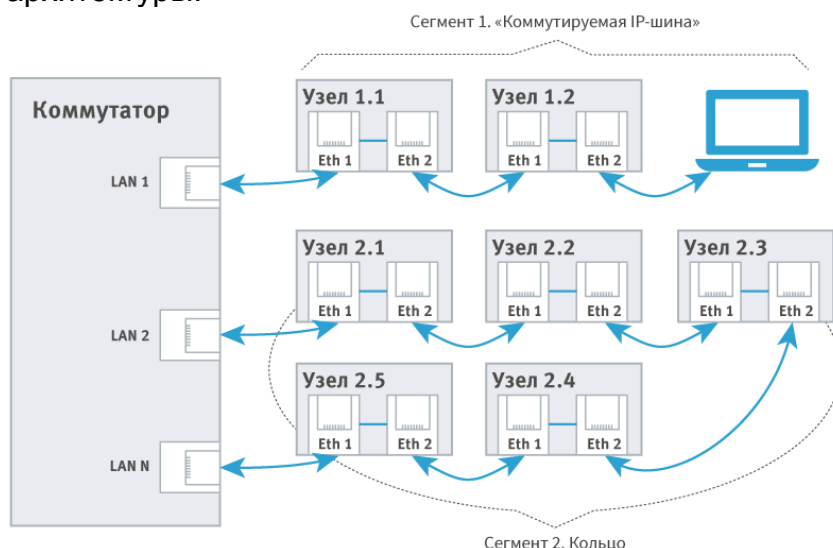 архитектуры.
Сегмент 1. «Коммутируемая IP-шина»
Коммутатор
LAN 1
LAN 2
LAN N
Узел 1.1
Eth 1
Eth 2
Узел 1.2
Eth 1
Eth 2
Узел 2.1
Eth 1
Eth 2
Узел 2.2
Eth 1
Eth 2
Узел 2.3
Eth 1
Eth 2
Узел 2.5
Eth 1
Eth 2
Узел 2.4
Eth 1
Eth 2
Сегмент 2. Кольцо